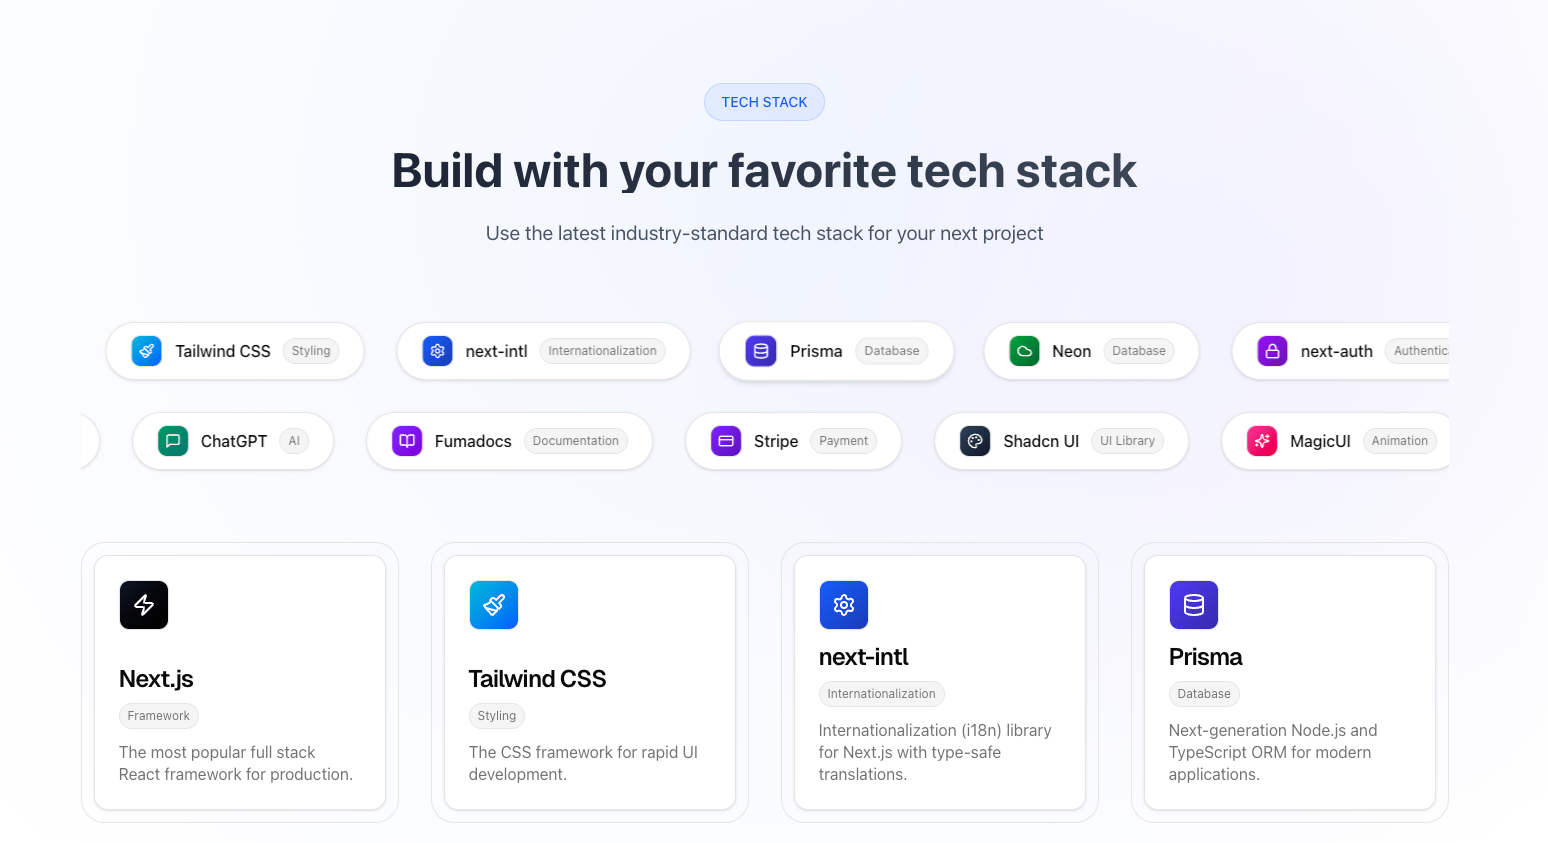 TECH STACK
Build with your favorite tech stack
Use the latest industry-standard tech stack for your next project
Tailwind CSS Styling next-intl Internationalization Prisma Database Neon Database next-auth Authentic
ChatGPT AI Fumadocs Documentation Stripe Payment Shadcn UI UI Library MagicUI Animation
Next.js
Framework
The most popular full stack
React framework for production.
Tailwind CSS
Styling
The CSS framework for rapid UI
development.
next-intl
Internationalization
Internationalization (i18n) library
for Next.js with type-safe
translations.
Prisma
Database
Next-generation Node.js and
TypeScript ORM for modern
applications.